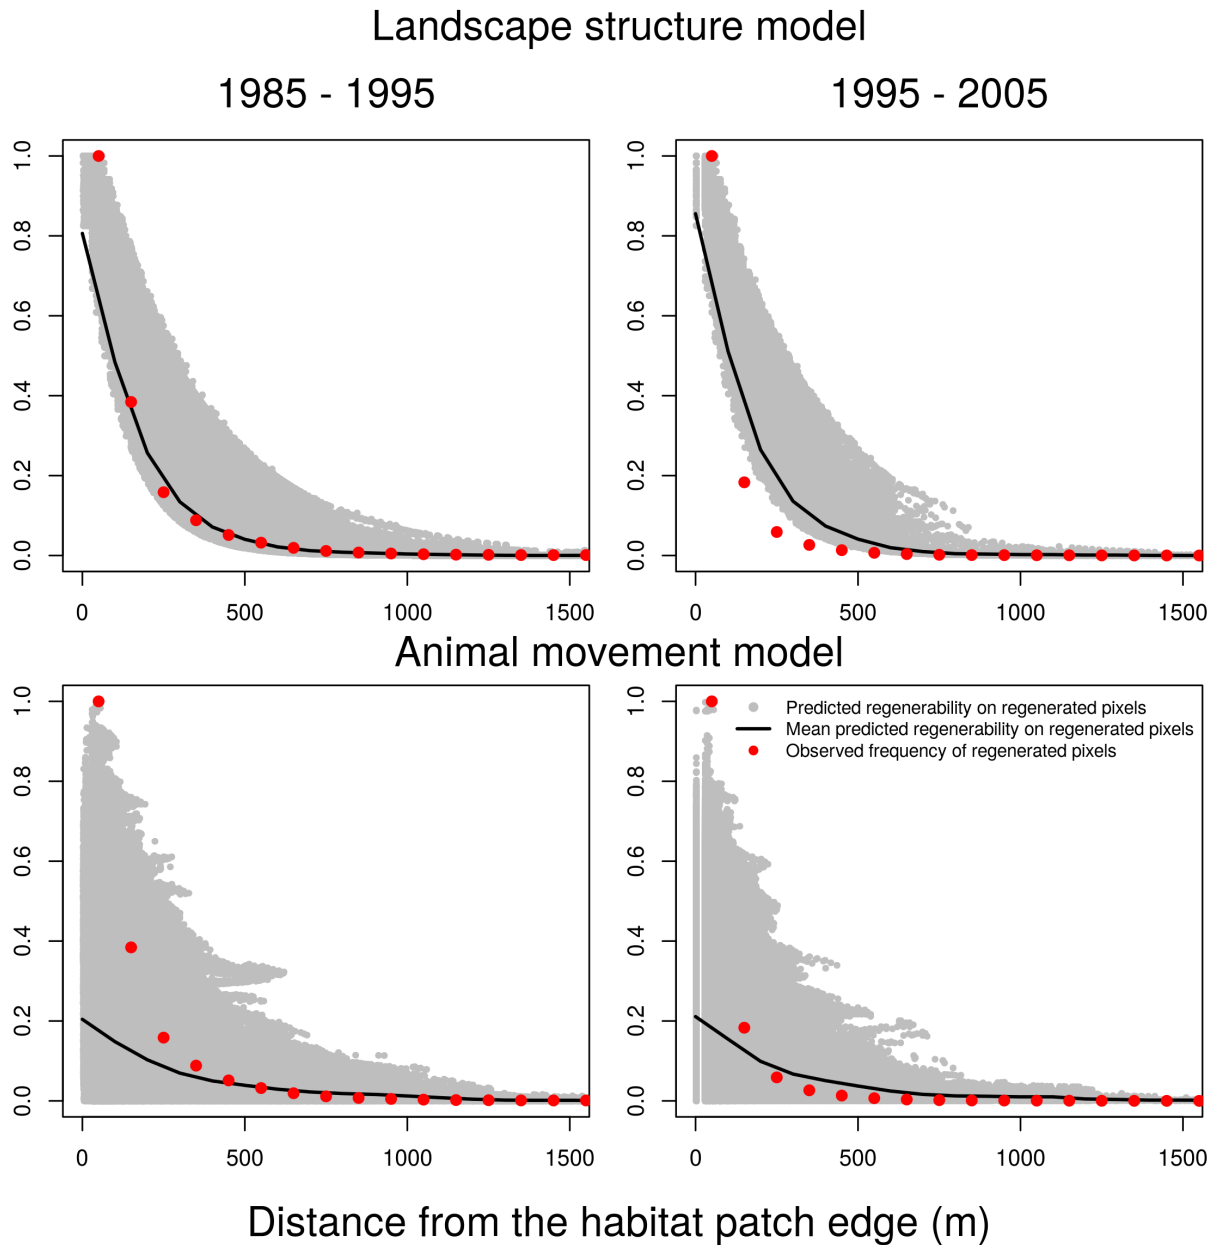 Landscape structure model
1985 - 1995
1995 - 2005
1.0
0.8
0.6
0.4
0.2
0.0
0 500 1000 1500
1.0
0.8
0.6
0.4
0.2
0.0
0 500 1000 1500
Animal movement model
1.0
0.8
0.6
0.4
0.2
0.0
0 500 1000 1500
1.0
0.8
0.6
0.4
0.2
0.0
Predicted regenerability on regenerated pixels
Mean predicted regenerability on regenerated pixels
Observed frequency of regenerated pixels
0 500 1000 1500
Distance from the habitat patch edge (m)